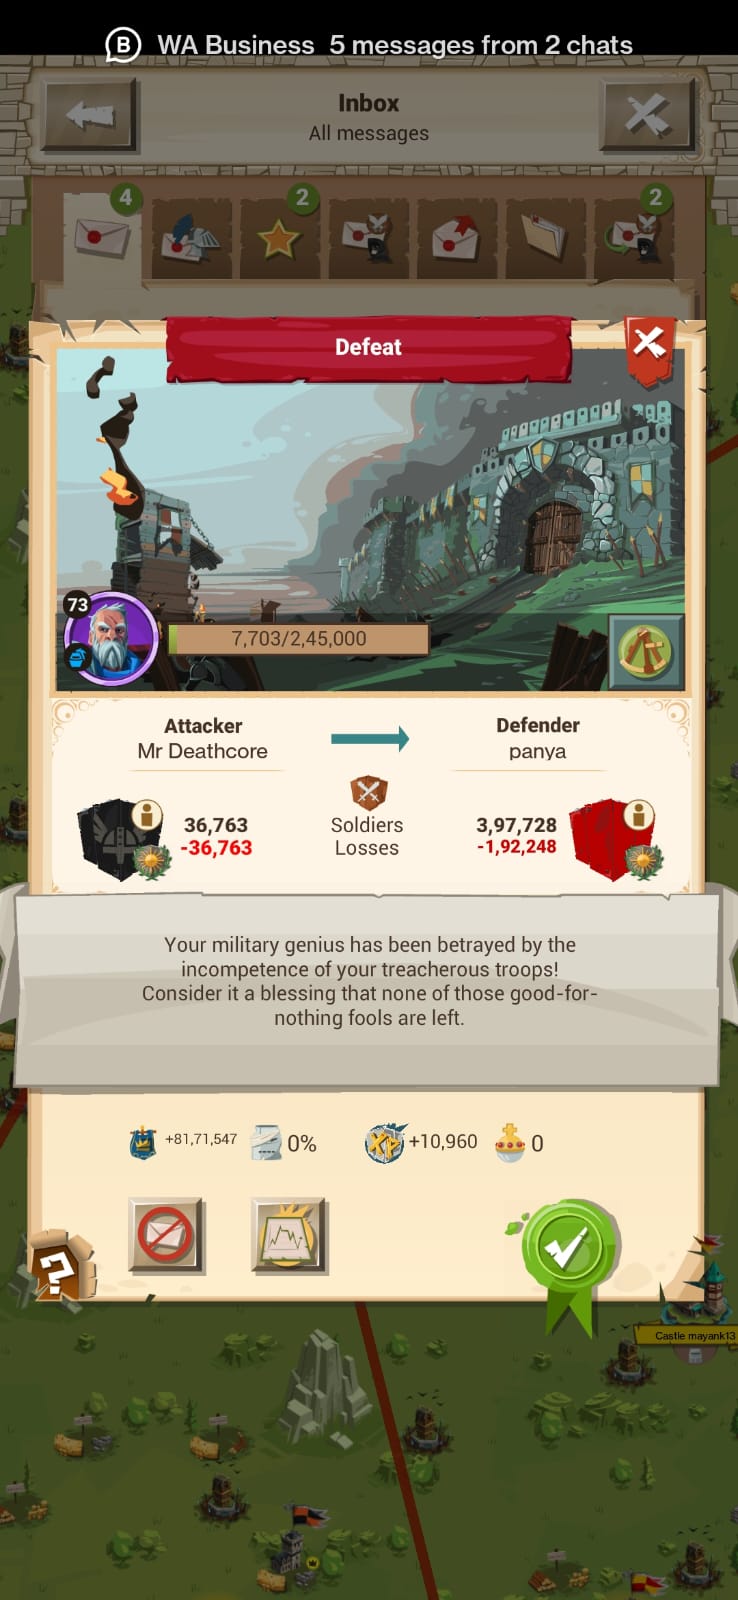 WA Business 5 messages from 2 chats
Inbox
All messages
4
2
2
Defeat
73
7,703/2,45,000
Attacker
Mr Deathcore
Defender
panya
36,763
-36,763
Soldiers
Losses
3,97,728
-1,92,248
Your military genius has been betrayed by the
incompetence of your treacherous troops!
Consider it a blessing that none of those good-for-
nothing fools are left.
+81,71,547
0%
XP
+10,960
0
?
Castle mayank13